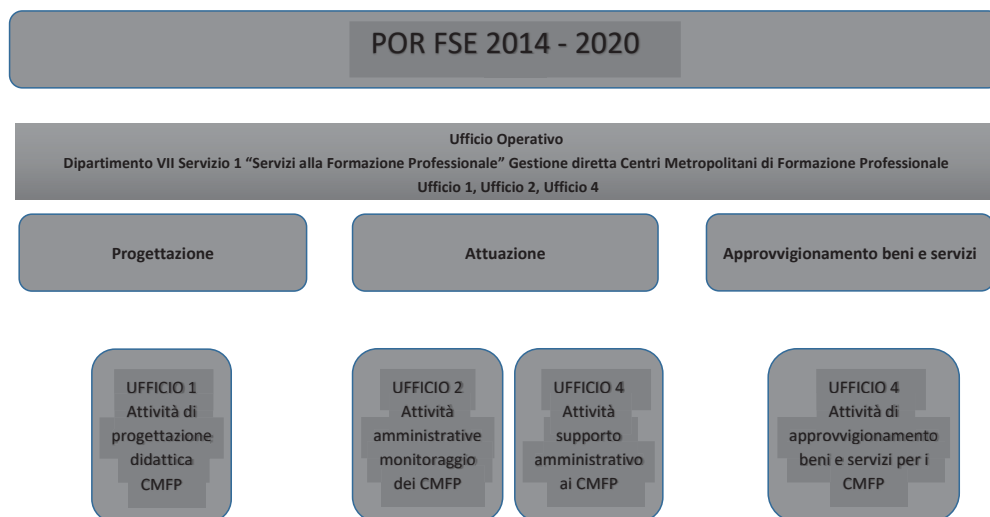 POR FSE 2014 - 2020
Ufficio Operativo
Dipartimento VII Servizio 1 “Servizi alla Formazione Professionale” Gestione diretta Centri Metropolitani di Formazione Professionale
Ufficio 1, Ufficio 2, Ufficio 4
Progettazione
Attuazione
Approvvigionamento beni e servizi
UFFICIO 1
Attività di
progettazione
didattica
CMFP
UFFICIO 2
Attività
amministrative
monitoraggio
dei CMFP
UFFICIO 4
Attività
supporto
amministrativo
ai CMFP
UFFICIO 4
Attività di
approvvigionamento
beni e servizi per i
CMFP